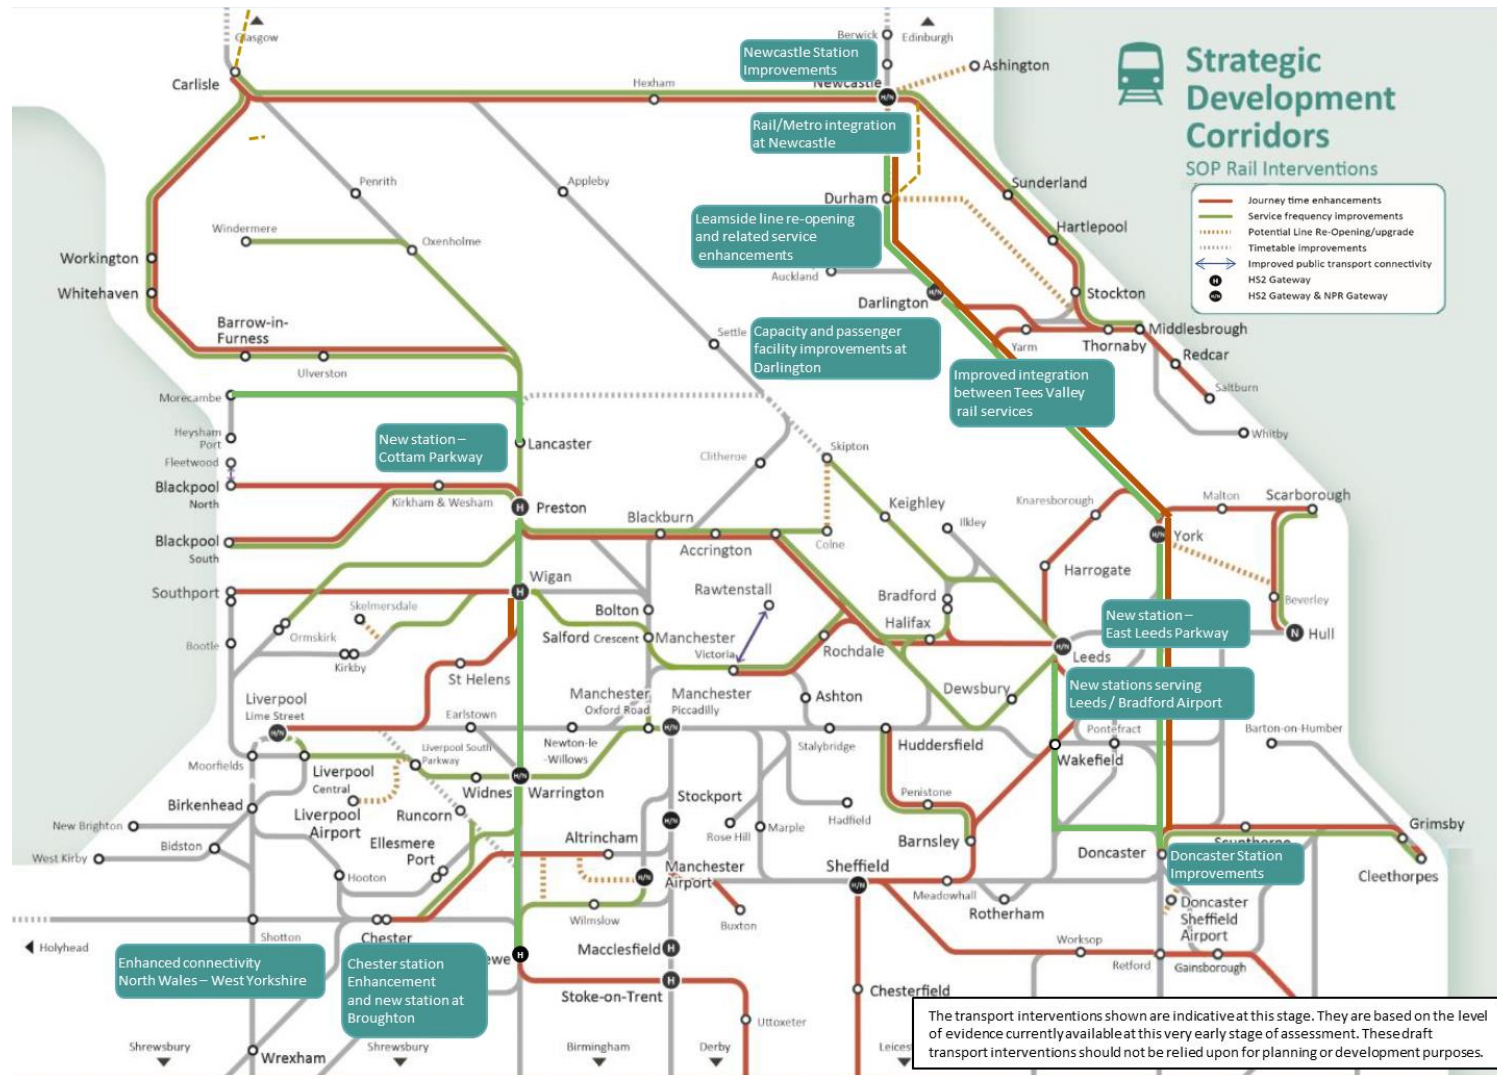 Glasgow
Berwick
Edinburgh
Newcastle Station
Improvements
Ashington
Strategic
Development
Corridors
SOP Rail Interventions
Carlisle
Hexham
Newcastle
Rail/Metro integration
at Newcastle
Journey time enhancements
Service frequency improvements
Potential Line Re-Opening/upgrade
Timetable improvements
Improved public transport connectivity
H HS2 Gateway
H/N HS2 Gateway & NPR Gateway
Penrith
Appleby
Durham
Sunderland
Leamside line re-opening
and related service
enhancements
Hartlepool
Windermere
Oxenholme
Workington
Whitehaven
Auckland
Darlington
Stockton
Barrow-in-
Furness
Ulverston
Settle
Capacity and passenger
facility improvements at
Darlington
Yarm
Thornaby
Middlesbrough
Redcar
Saltburn
Improved integration
between Tees Valley
rail services
Whitby
Morecambe
Heysham
Port
Fleetwood
New station –
Cottam Parkway
Lancaster
Clitheroe
Skipton
Blackpool
North
Kirkham & Wesham
Preston
Keighley
Ilkley
Knaresborough
Malton
Scarborough
Blackpool
South
Blackburn
Accrington
Colne
York
Harrogate
Southport
Wigan
Skelmersdale
Bolton
Rawtenstall
Bradford
Halifax
New station –
East Leeds Parkway
Beverley
Hull
Bootle
Ormskirk
Kirkby
Salford Crescent
Manchester
Victoria
Rochdale
Leeds
St Helens
Dewsbury
New stations serving
Leeds / Bradford Airport
Liverpool
Lime Street
Earlstown
Manchester
Oxford Road
Manchester
Piccadilly
Ashton
Newton-le
-Willows
Stalybridge
Huddersfield
Wakefield
Pontefract
Barton-on-Humber
Moorfields
Liverpool
Central
Liverpool South
Parkway
Widnes
Warrington
Birkenhead
Liverpool
Airport
Runcorn
Stockport
Rose Hill
Marple
Hadfield
Penistone
Barnsley
New Brighton
West Kirby
Bidston
Ellesmere
Port
Altrincham
Hooton
Manchester
Airport
Sheffield
Meadowhall
Rotherham
Doncaster
Scunthorpe
Grimsby
Cleethorpes
Doncaster Station
Improvements
Doncaster
Sheffield
Airport
Wilmslow
Buxton
Holyhead
Shotton
Chester
Macclesfield
Worksop
Retford
Gainsborough
Enhanced connectivity
North Wales – West Yorkshire
Chester station
Enhancement
and new station at
Broughton
ewe
Stoke-on-Trent
Chesterfield
Uttoxeter
Shrewsbury
Wrexham
Shrewsbury
Birmingham
Derby
Leices
The transport interventions shown are indicative at this stage. They are based on the level
of evidence currently available at this very early stage of assessment. These draft
transport interventions should not be relied upon for planning or development purposes.